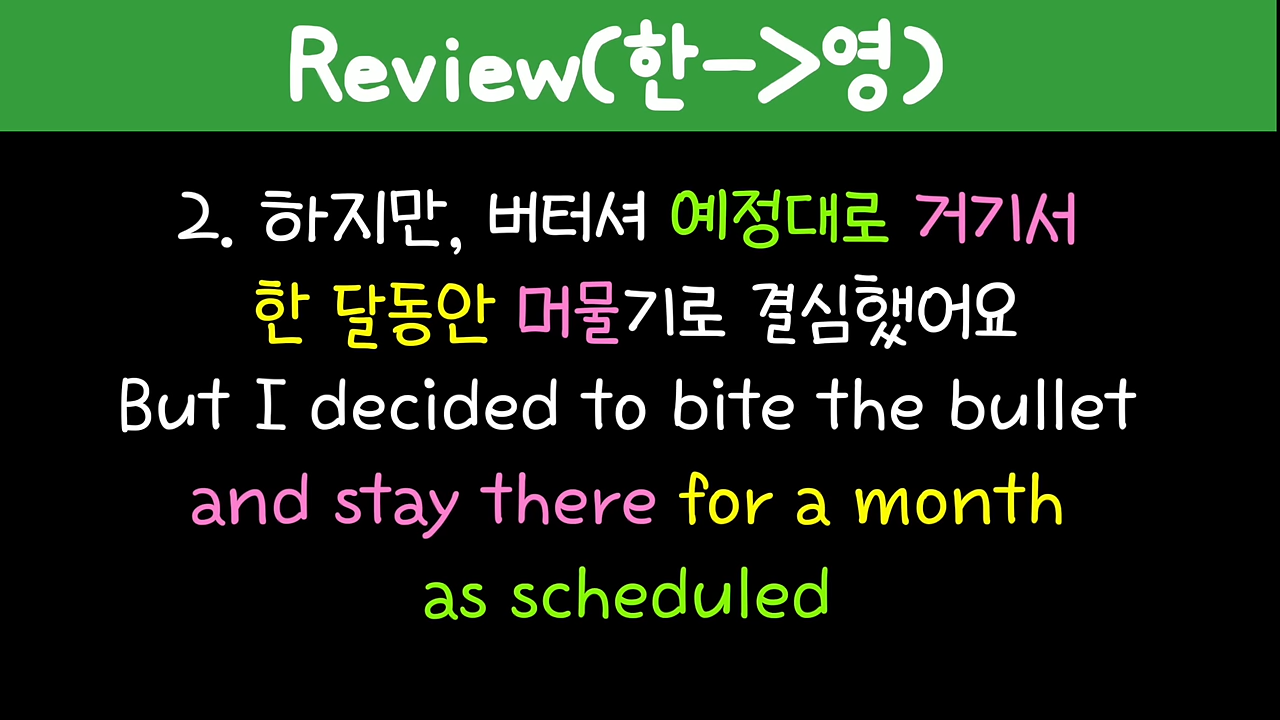 Review(한->영)
2. 하지만, 버터셔 예정대로 거기서
한 달동안 머물기로 결심했어요
But I decided to bite the bullet
and stay there for a month
as scheduled